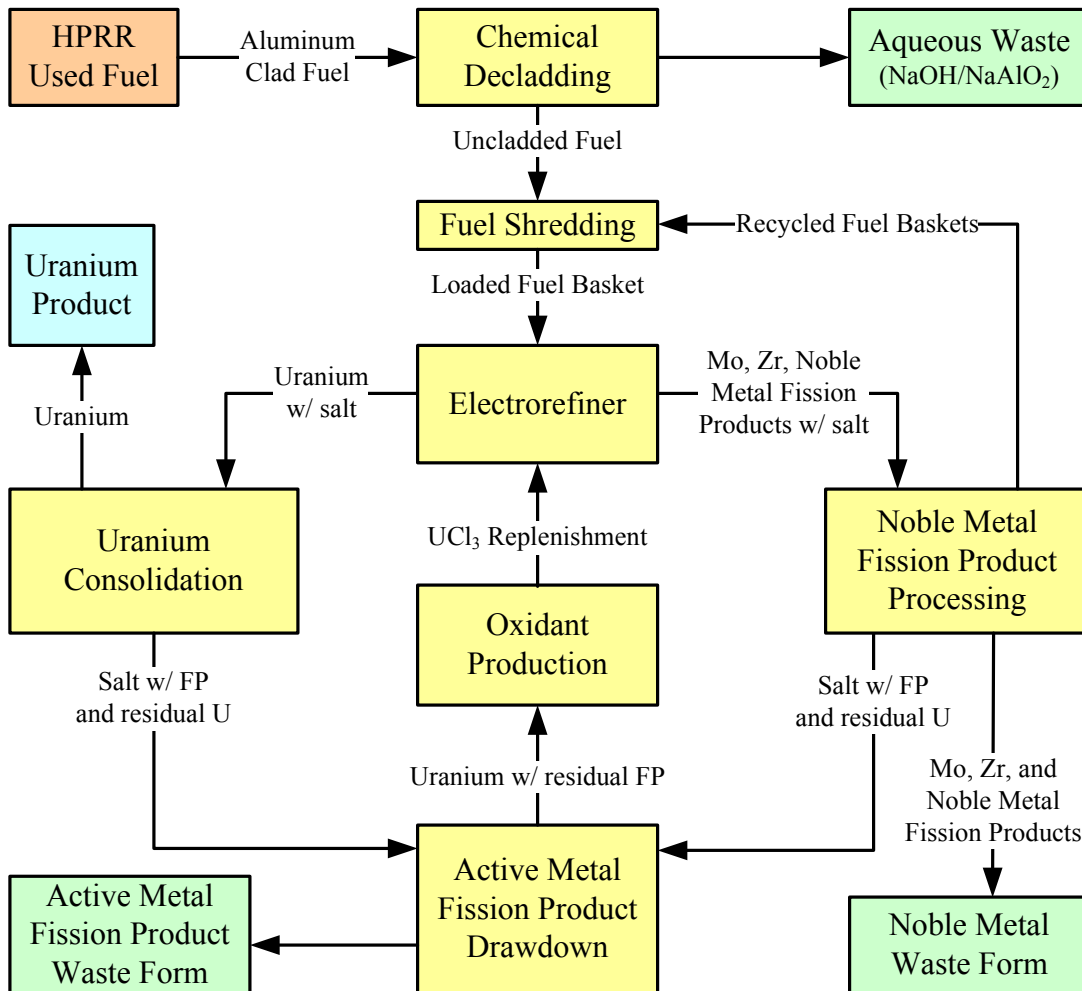 HPRR
Used Fuel
Aluminum
Clad Fuel
Chemical
Decladding
Aqueous Waste
(NaOH/NaAlO₂)
Uncladded Fuel
Fuel Shredding
Recycled Fuel Baskets
Uranium
Product
Loaded Fuel Basket
Uranium
w/ salt
Electrorefiner
Mo, Zr, Noble
Metal Fission
Products w/ salt
Uranium
Uranium
Consolidation
UCl₃ Replenishment
Noble Metal
Fission Product
Processing
Oxidant
Production
Salt w/ FP
and residual U
Salt w/ FP
and residual U
Uranium w/ residual FP
Mo, Zr, and
Noble Metal
Fission Products
Active Metal
Fission Product
Waste Form
Active Metal
Fission Product
Drawdown
Noble Metal
Waste Form